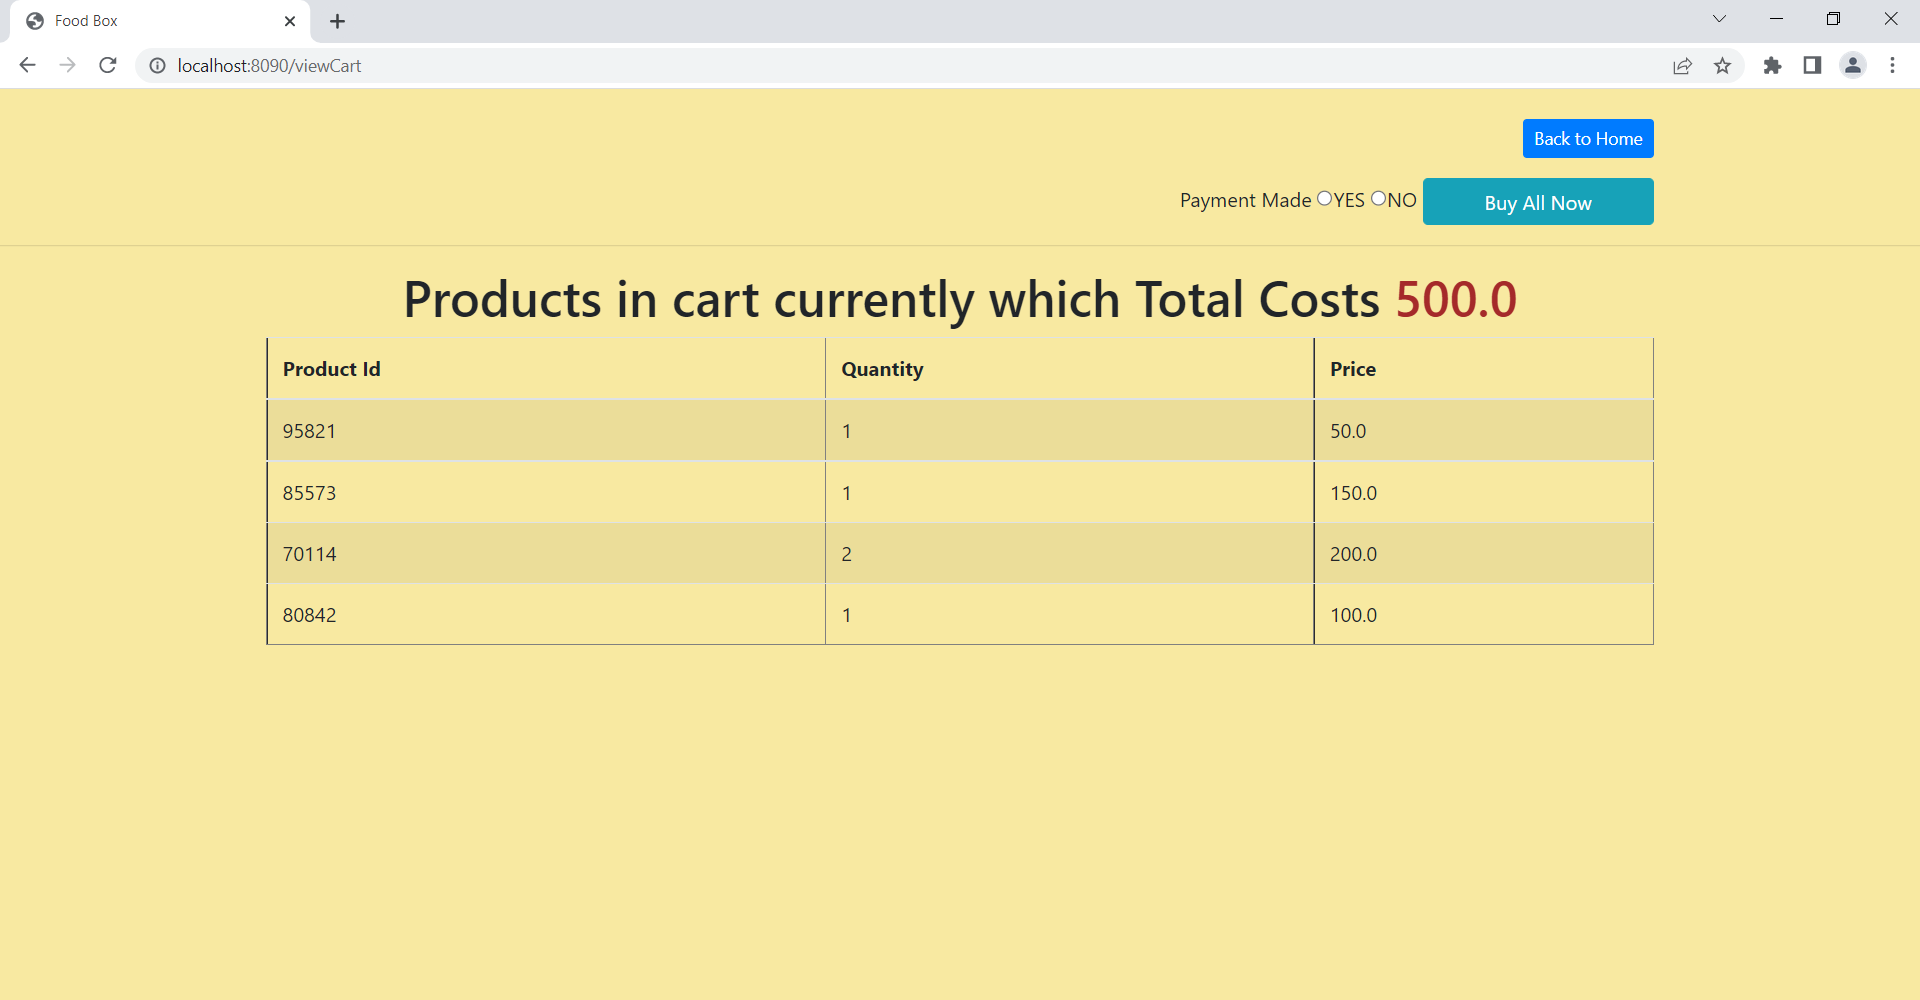 Food Box
localhost:8090/viewCart
Back to Home
Payment Made YES NO Buy All Now
Products in cart currently which Total Costs 500.0
Product Id Quantity Price
95821 1 50.0
85573 1 150.0
70114 2 200.0
80842 1 100.0